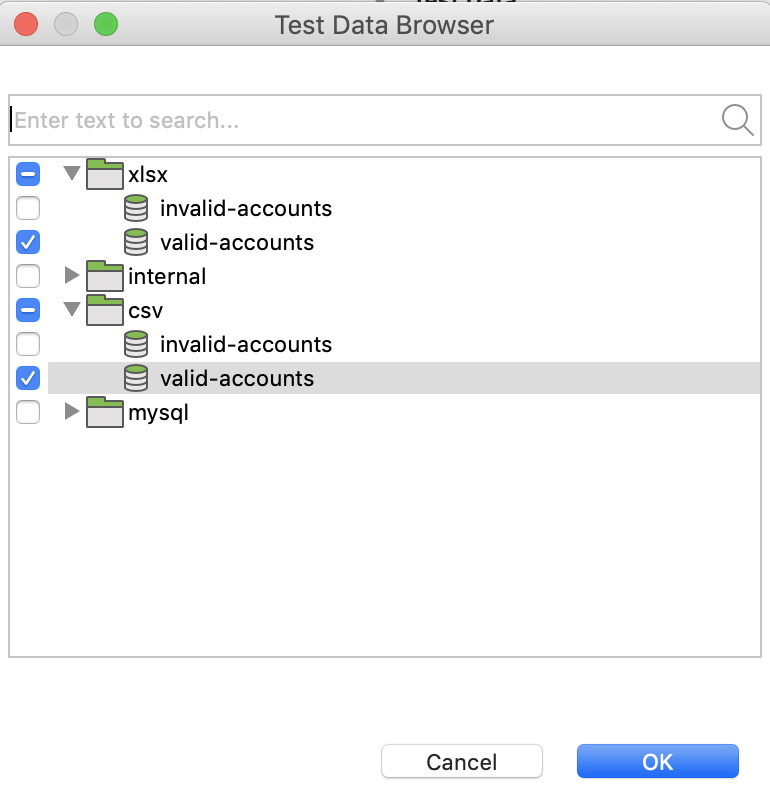 Test Data Browser
Enter text to search...
xlsx
invalid-accounts
valid-accounts
internal
csv
invalid-accounts
valid-accounts
mysql
Cancel
OK